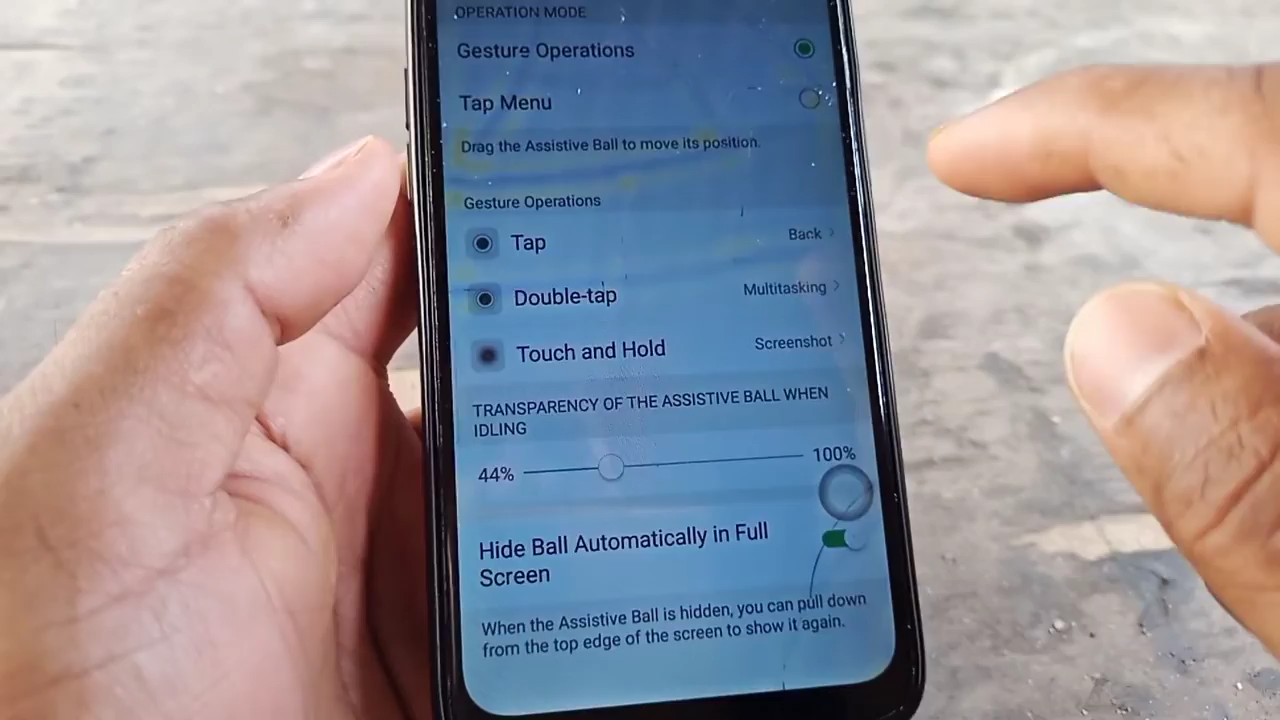 OPERATION MODE
Gesture Operations
Tap Menu
Drag the Assistive Ball to move its position.
Gesture Operations
Tap Back
Double-tap Multitasking
Touch and Hold Screenshot
TRANSPARENCY OF THE ASSISTIVE BALL WHEN
IDLING
44% 100%
Hide Ball Automatically in Full
Screen
When the Assistive Ball is hidden, you can pull down
from the top edge of the screen to show it again.